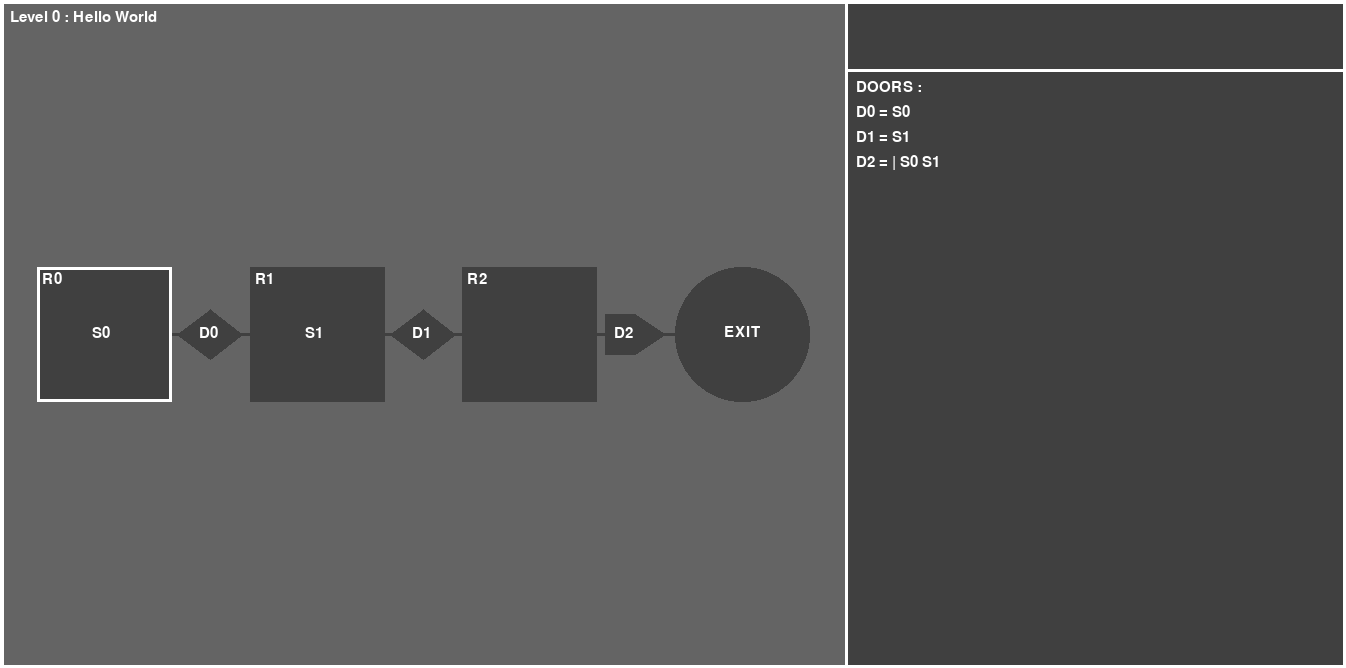 Level 0 : Hello World
R0
S0
D0
R1
S1
D1
R2
D2
EXIT
DOORS :
D0 = S0
D1 = S1
D2 = | S0 S1